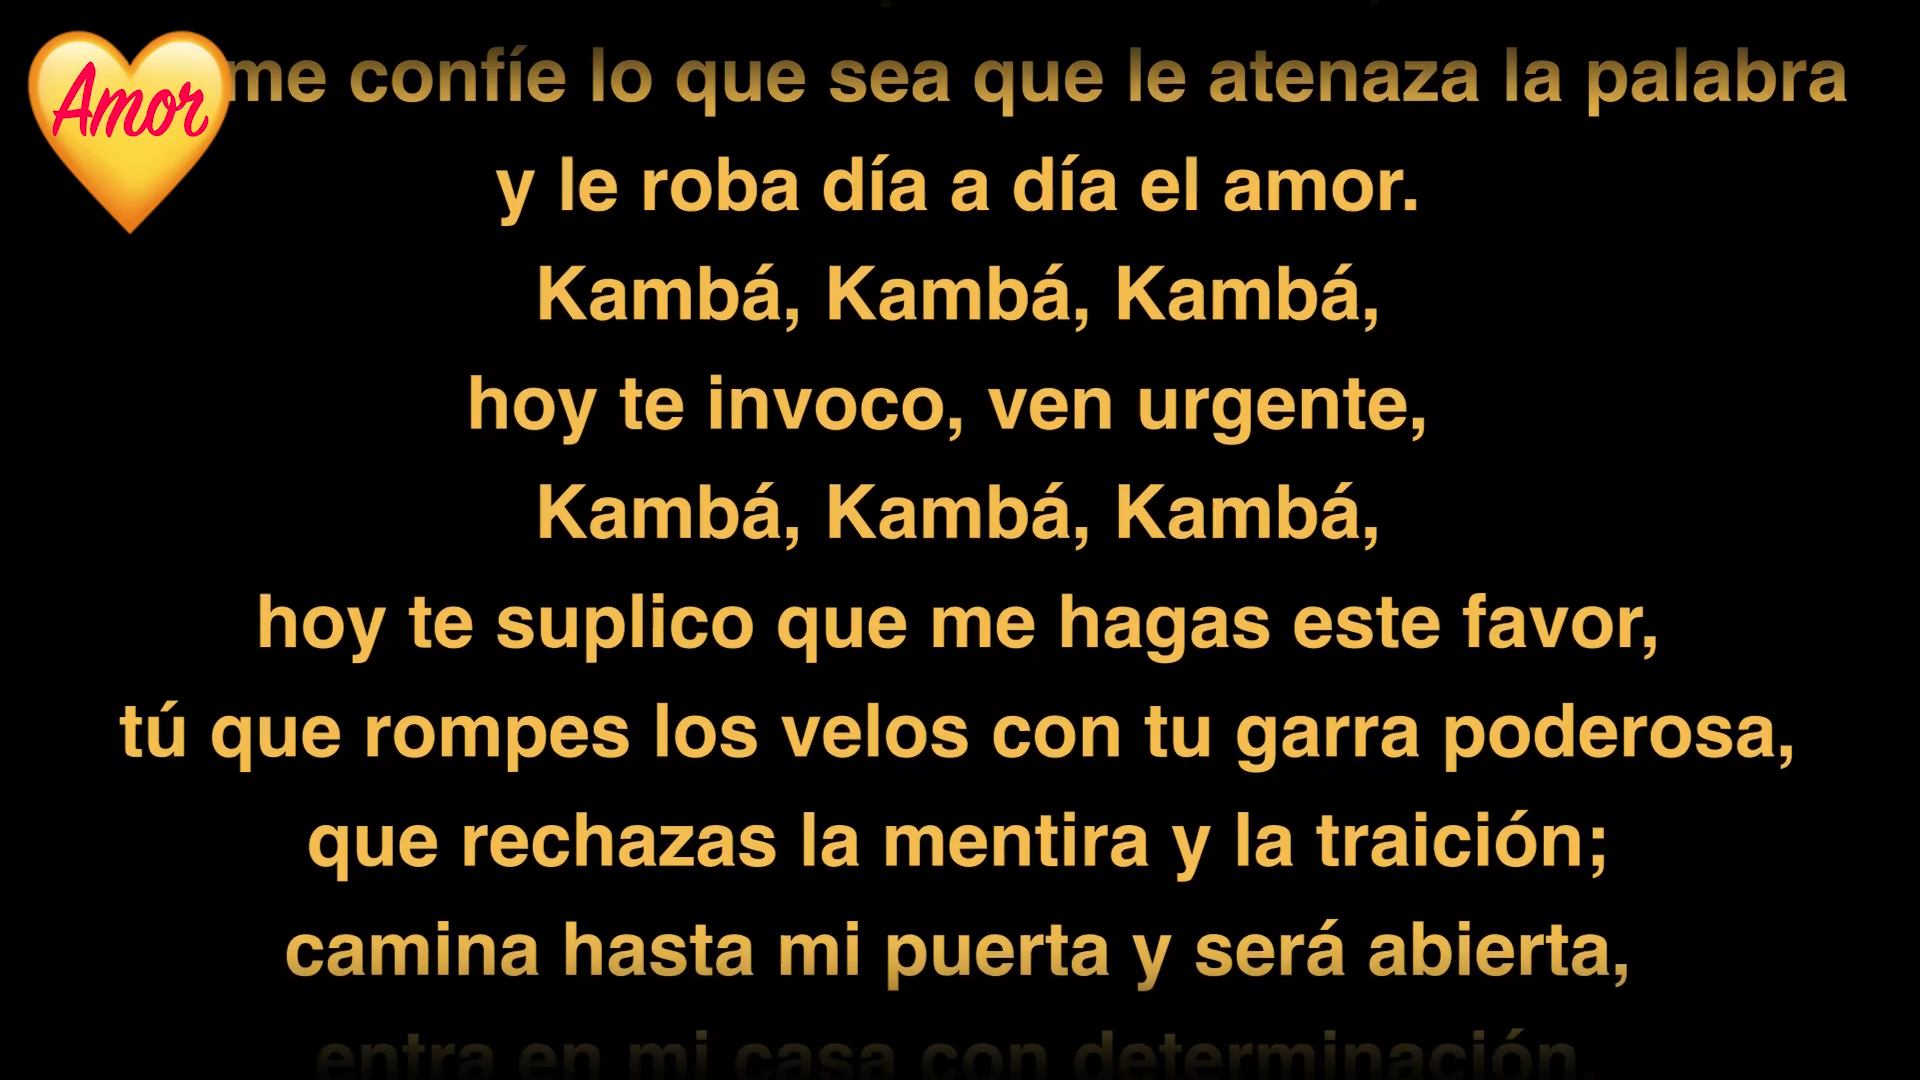 Amor
me confíe lo que sea que le atenaza la palabra
y le roba día a día el amor.
Kambá, Kambá, Kambá,
hoy te invoco, ven urgente,
Kambá, Kambá, Kambá,
hoy te suplico que me hagas este favor,
tú que rompes los velos con tu garra poderosa,
que rechazas la mentira y la traición;
camina hasta mi puerta y será abierta,
entra en mi casa con determinación.